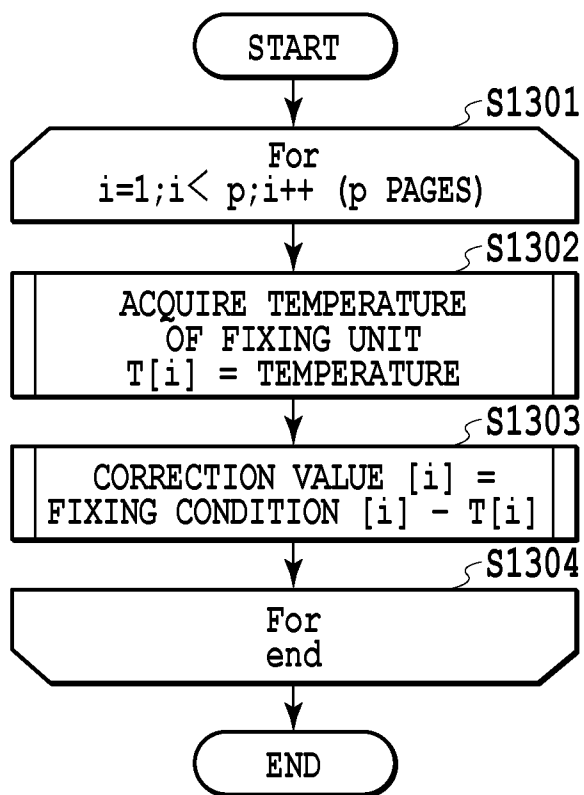 START
S1301
For
i=1;i< p;i++ (p PAGES)
S1302
ACQUIRE TEMPERATURE
OF FIXING UNIT
T[i] = TEMPERATURE
S1303
CORRECTION VALUE [i] =
FIXING CONDITION [i] - T[i]
S1304
For
end
END